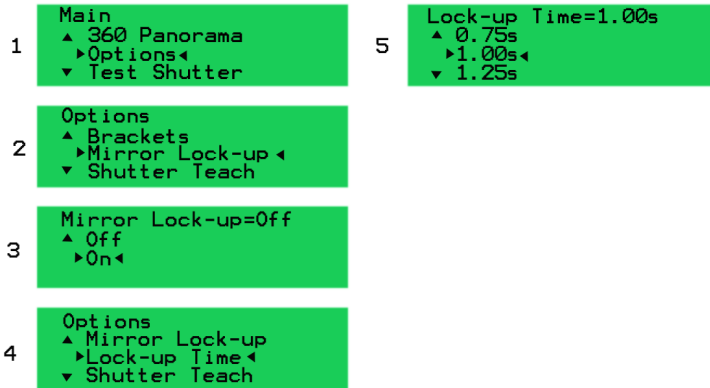 1
Main
360 Panorama
Options
Test Shutter
2
Options
Brackets
Mirror Lock-up
Shutter Teach
3
Mirror Lock-up=Off
Off
On
4
Options
Mirror Lock-up
Lock-up Time
Shutter Teach
5
Lock-up Time=1.00s
0.75s
1.00s
1.25s